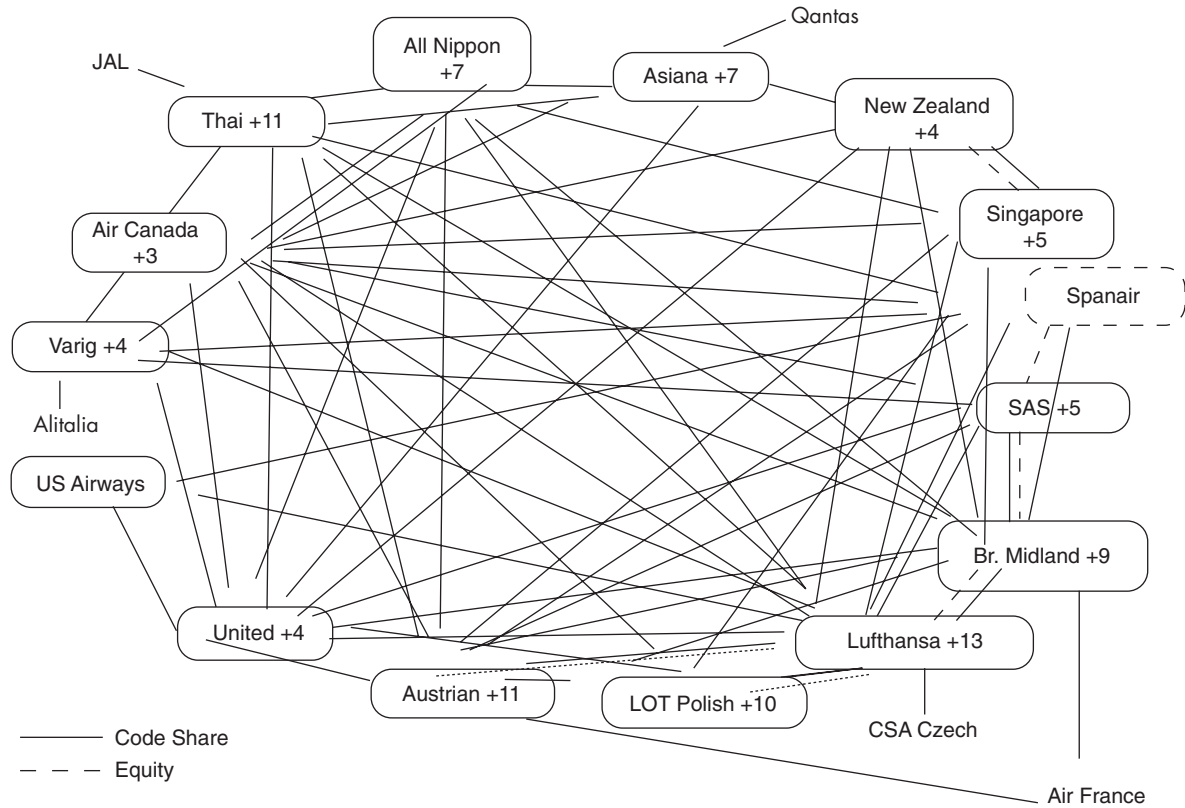 Qantas
All Nippon
+7
JAL
Asiana +7
New Zealand
+4
Thai +11
Air Canada
+3
Singapore
+5
Spanair
Varig +4
SAS +5
Alitalia
US Airways
Br. Midland +9
United +4
Lufthansa +13
Austrian +11
LOT Polish +10
CSA Czech
Code Share
Equity
Air France